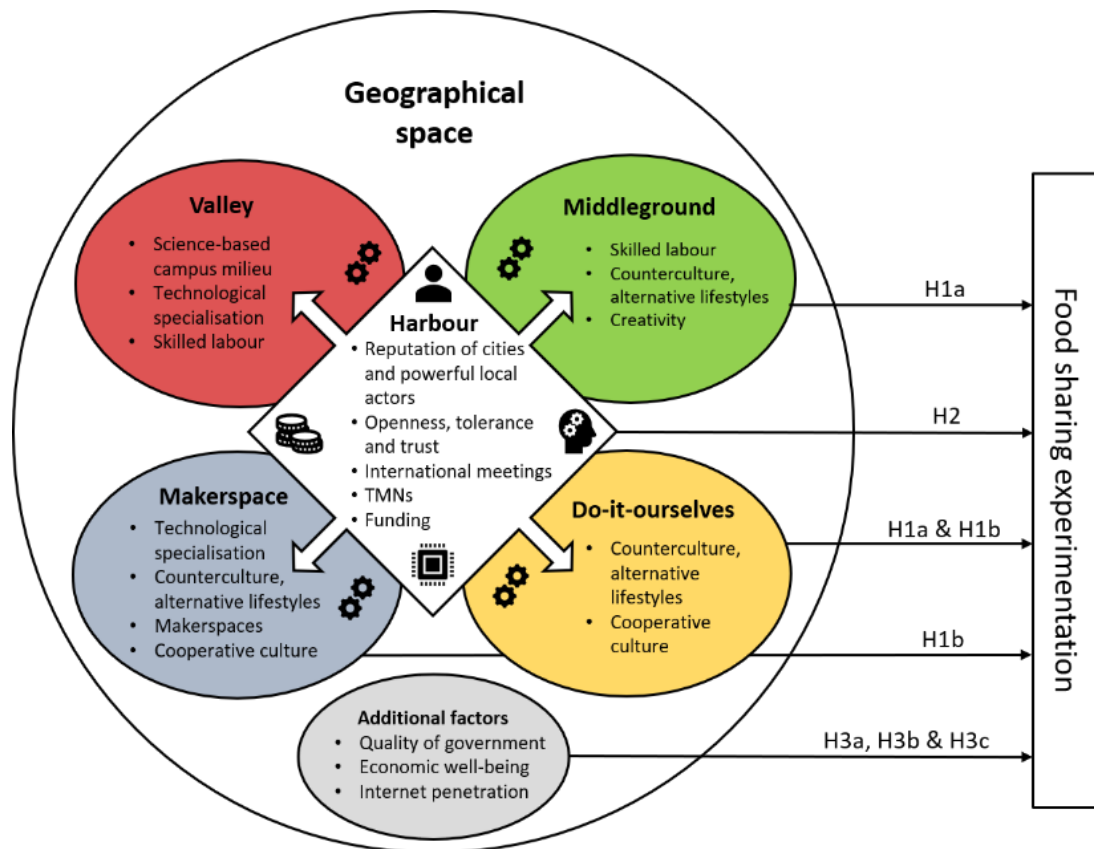 Geographical
space
Valley
• Science-based
campus milieu
• Technological
specialisation
• Skilled labour
Middleground
• Skilled labour
• Counterculture,
alternative lifestyles
• Creativity
Harbour
• Reputation of cities
and powerful local
actors
• Openness, tolerance
and trust
• International meetings
• TMNs
• Funding
Makerspace
• Technological
specialisation
• Counterculture,
alternative lifestyles
• Makerspaces
• Cooperative culture
Do-it-ourselves
• Counterculture,
alternative
lifestyles
• Cooperative
culture
Additional factors
• Quality of government
• Economic well-being
• Internet penetration
H1a
H2
H1a & H1b
H1b
H3a, H3b & H3c
Food sharing experimentation